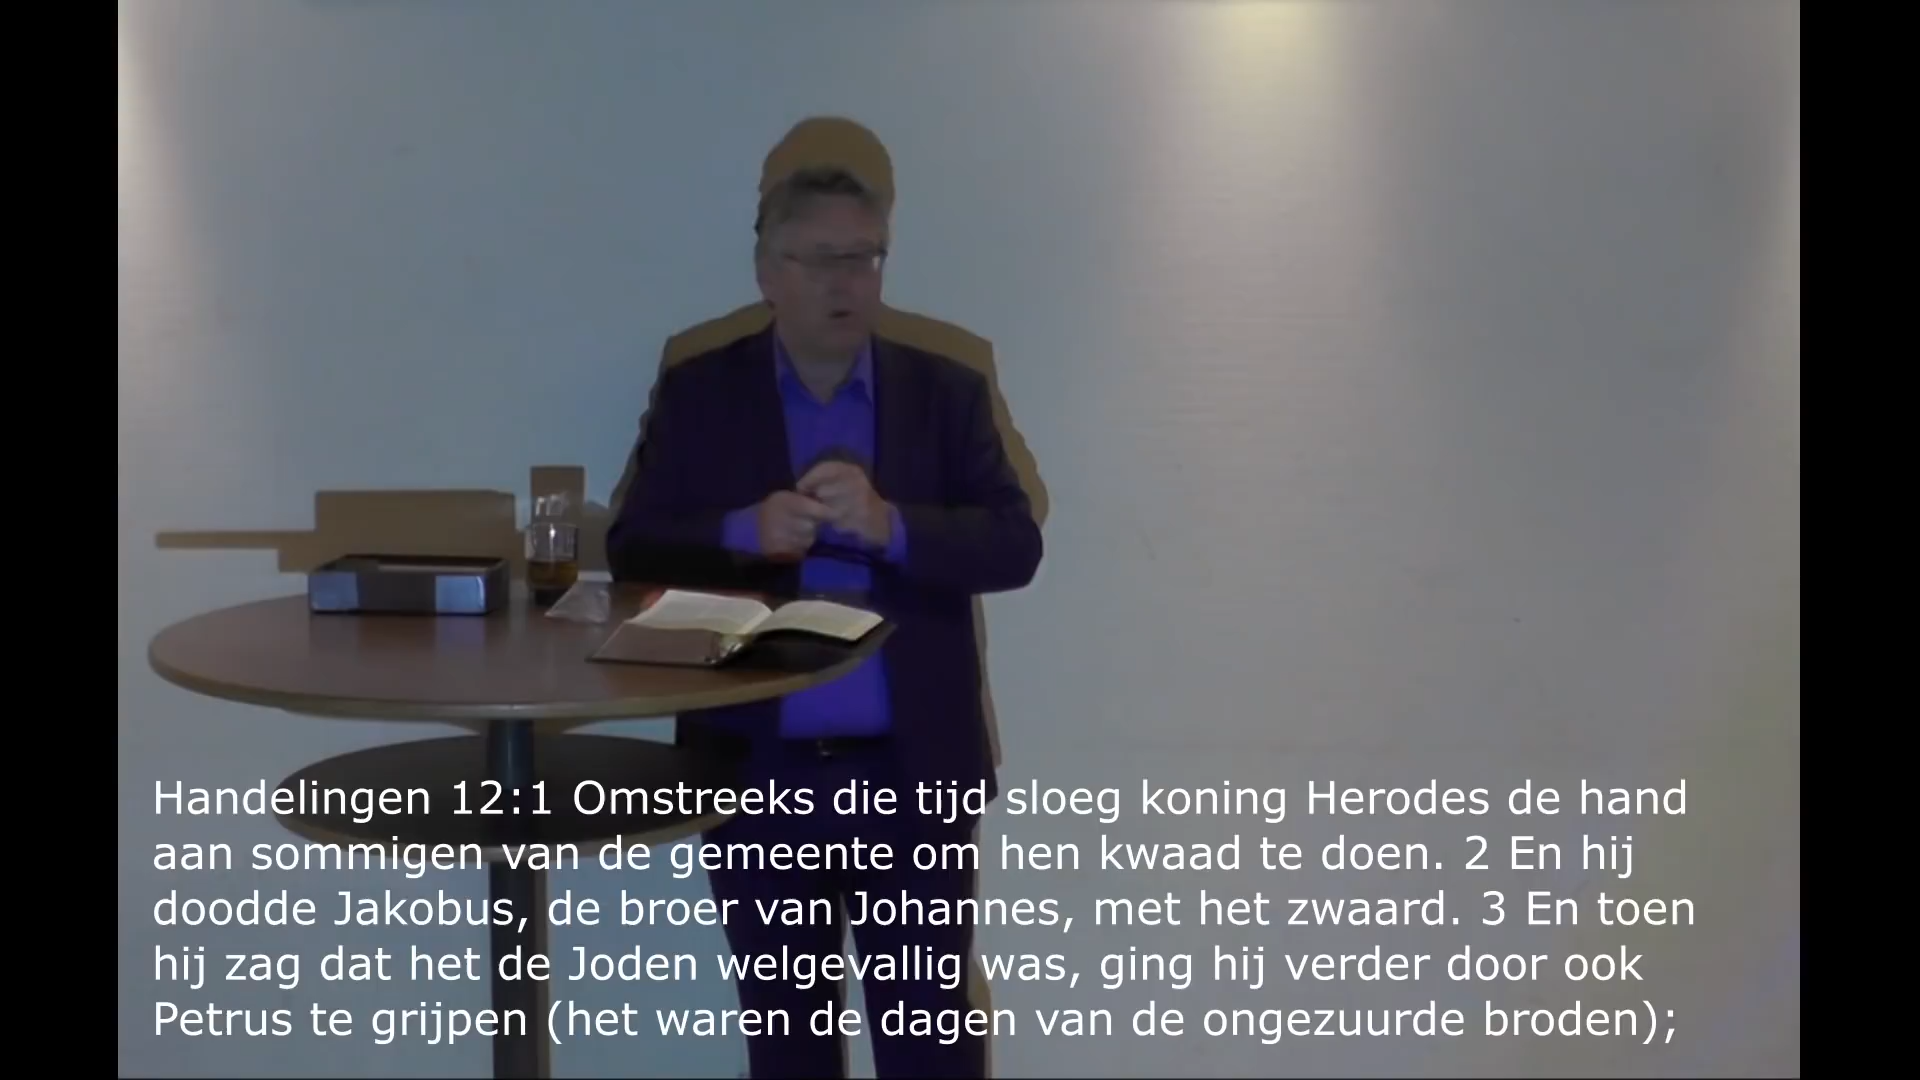 Handelingen 12:1 Omstreeks die tijd sloeg koning Herodes de hand
aan sommigen van de gemeente om hen kwaad te doen. 2 En hij
doodde Jakobus, de broer van Johannes, met het zwaard. 3 En toen
hij zag dat het de Joden welgevallig was, ging hij verder door ook
Petrus te grijpen (het waren de dagen van de ongezuurde broden);